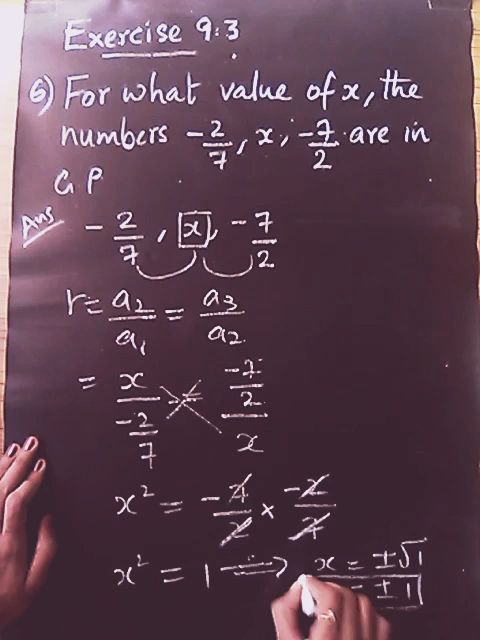 Exercise 9.3
6) For what value of x, the
numbers -2/7, x, -7/2 are in
G P
Ans
-2/7, x, -7/2
r = a₂/a₁ = a₃/a₂
= x/(-2/7) = (-7/2)/x
x² = -7/2 × -2/7
x² = 1 ⇒ x = ±√1
= ±1